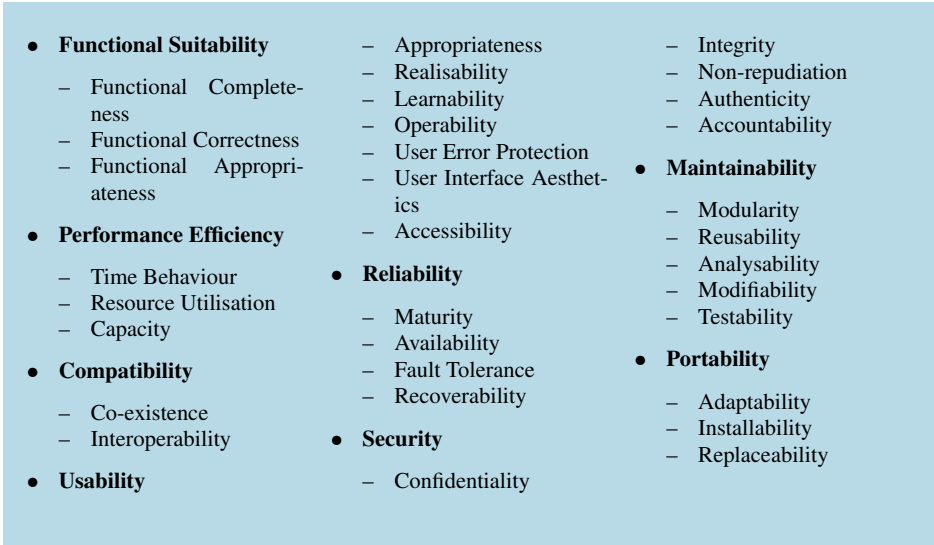 • Functional Suitability
– Functional Complete-
ness
– Functional Correctness
– Functional Appropri-
ateness
• Performance Efficiency
– Time Behaviour
– Resource Utilisation
– Capacity
• Compatibility
– Co-existence
– Interoperability
• Usability
– Appropriateness
– Realisability
– Learnability
– Operability
– User Error Protection
– User Interface Aesthet-
ics
– Accessibility
• Reliability
– Maturity
– Availability
– Fault Tolerance
– Recoverability
• Security
– Confidentiality
– Integrity
– Non-repudiation
– Authenticity
– Accountability
• Maintainability
– Modularity
– Reusability
– Analysability
– Modifiability
– Testability
• Portability
– Adaptability
– Installability
– Replaceability